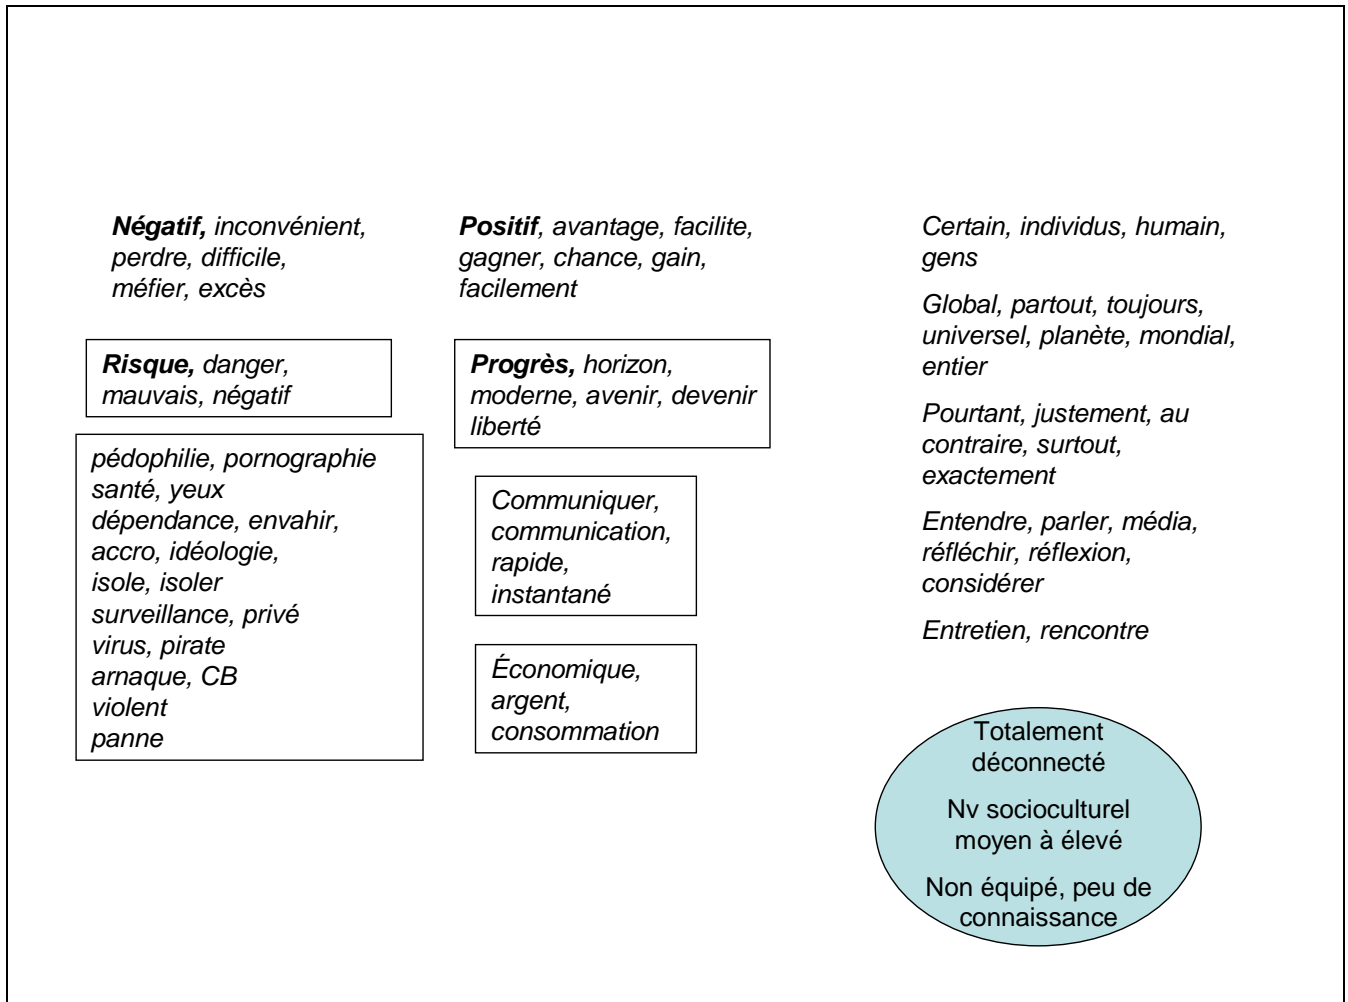 Négatif, inconvénient,
perdre, difficile,
méfier, excès
Risque, danger,
mauvais, négatif
pédophilie, pornographie
santé, yeux
dépendance, envahir,
accro, idéologie,
isole, isoler
surveillance, privé
virus, pirate
arnaque, CB
violent
panne
Positif, avantage, facilite,
gagner, chance, gain,
facilement
Progrès, horizon,
moderne, avenir, devenir
liberté
Communiquer,
communication,
rapide,
instantané
Économique,
argent,
consommation
Certain, individus, humain,
gens
Global, partout, toujours,
universel, planète, mondial,
entier
Pourtant, justement, au
contraire, surtout,
exactement
Entendre, parler, média,
réfléchir, réflexion,
considérer
Entretien, rencontre
Totalement
déconnecté
Nv socioculturel
moyen à élevé
Non équipé, peu de
connaissance